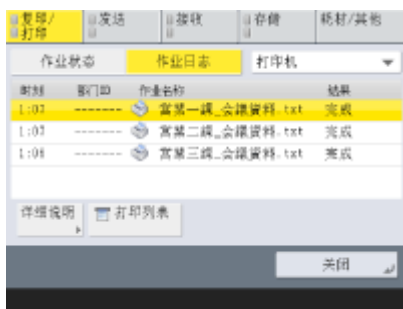 复印/打印 发送 接收 存储 耗材/其他
作业状态 作业日志 打印机
时刻 部门ID 作业名称 结果
1:03 ------- 営業一課_会議資料.txt 完成
1:03 ------- 営業二課_会議資料.txt 完成
1:06 ------- 営業三課_会議資料.txt 完成
详细说明 打印列表
关闭